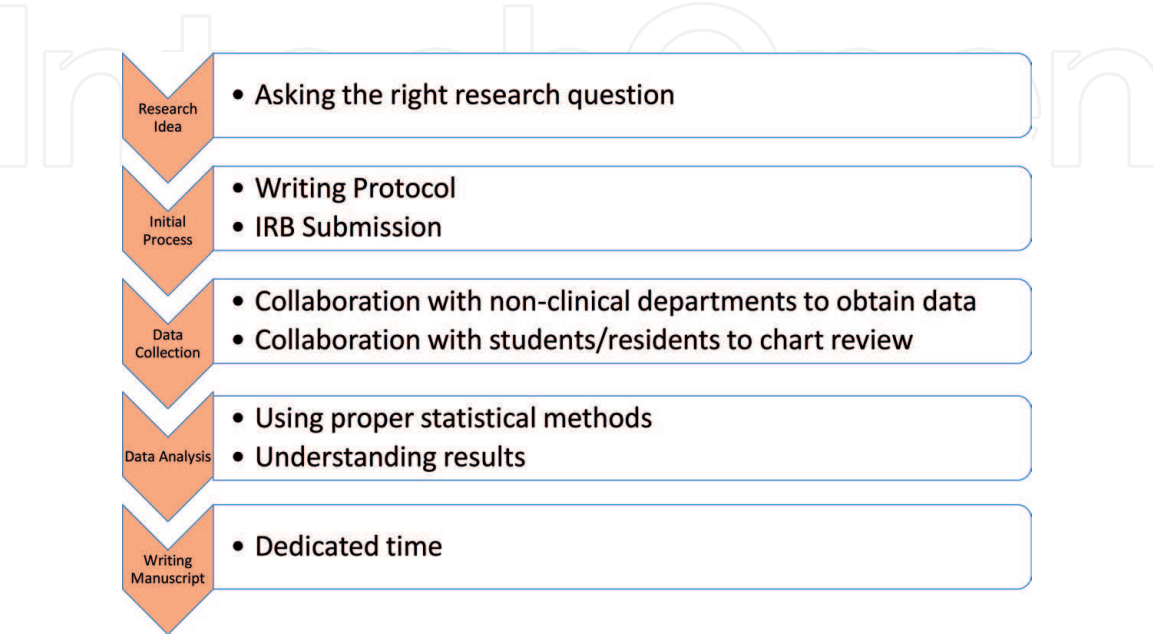 IntechOpen
Research
Idea
• Asking the right research question
Initial
Process
• Writing Protocol
• IRB Submission
Data
Collection
• Collaboration with non-clinical departments to obtain data
• Collaboration with students/residents to chart review
Data Analysis
• Using proper statistical methods
• Understanding results
Writing
Manuscript
• Dedicated time